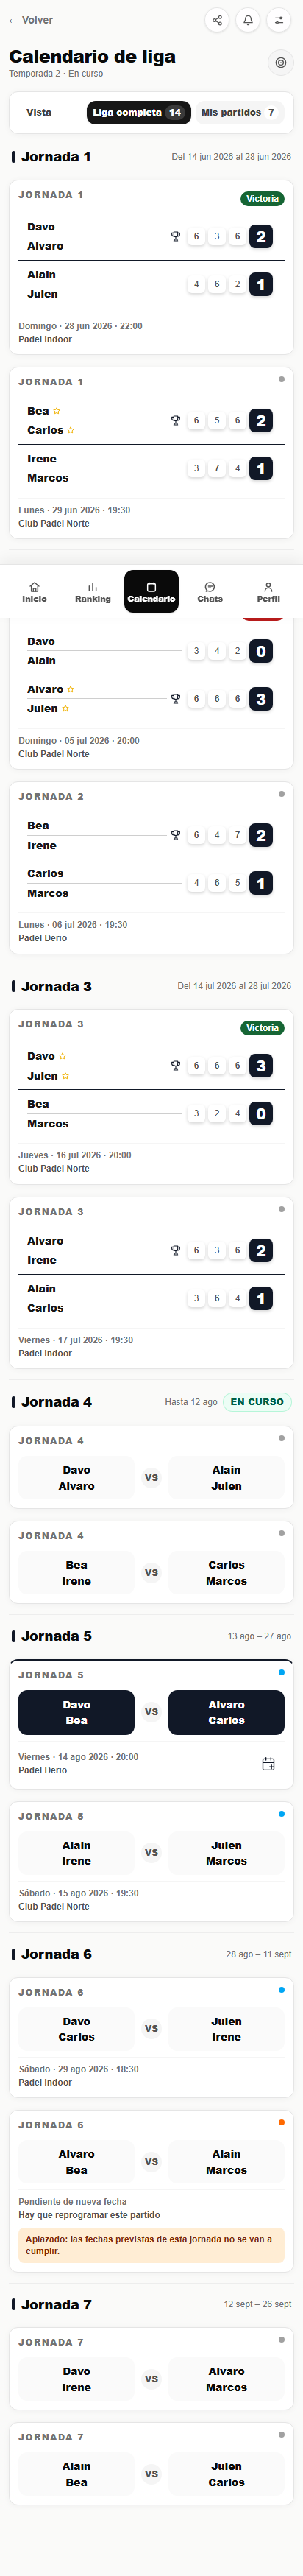 ← Volver
Calendario de liga
Temporada 2 · En curso
Vista Liga completa 14 Mis partidos 7
Jornada 1 Del 14 jun 2026 al 28 jun 2026
JORNADA 1 Victoria
Davo
Alvaro
6 3 6 2
Alain
Julen
4 6 2 1
Domingo · 28 jun 2026 · 22:00
Padel Indoor
JORNADA 1
Bea
Carlos
6 5 6 2
Irene
Marcos
3 7 4 1
Lunes · 29 jun 2026 · 19:30
Club Padel Norte
Inicio Ranking Calendario Chats Perfil
Davo
Alain
3 4 2 0
Alvaro
Julen
6 6 6 3
Domingo · 05 jul 2026 · 20:00
Club Padel Norte
JORNADA 2
Bea
Irene
6 4 7 2
Carlos
Marcos
4 6 5 1
Lunes · 06 jul 2026 · 19:30
Padel Derio
Jornada 3 Del 14 jul 2026 al 28 jul 2026
JORNADA 3 Victoria
Davo
Julen
6 6 6 3
Bea
Marcos
3 2 4 0
Jueves · 16 jul 2026 · 20:00
Club Padel Norte
JORNADA 3
Alvaro
Irene
6 3 6 2
Alain
Carlos
3 6 4 1
Viernes · 17 jul 2026 · 19:30
Padel Indoor
Jornada 4 Hasta 12 ago EN CURSO
JORNADA 4
Davo
Alvaro
VS
Alain
Julen
JORNADA 4
Bea
Irene
VS
Carlos
Marcos
Jornada 5 13 ago – 27 ago
JORNADA 5
Davo
Bea
VS
Alvaro
Carlos
Viernes · 14 ago 2026 · 20:00
Padel Derio
JORNADA 5
Alain
Irene
VS
Julen
Marcos
Sábado · 15 ago 2026 · 19:30
Club Padel Norte
Jornada 6 28 ago – 11 sept
JORNADA 6
Davo
Carlos
VS
Julen
Irene
Sábado · 29 ago 2026 · 18:30
Padel Indoor
JORNADA 6
Alvaro
Bea
VS
Alain
Marcos
Pendiente de nueva fecha
Hay que reprogramar este partido
Aplazado: las fechas previstas de esta jornada no se van a
cumplir.
Jornada 7 12 sept – 26 sept
JORNADA 7
Davo
Irene
VS
Alvaro
Marcos
JORNADA 7
Alain
Bea
VS
Julen
Carlos